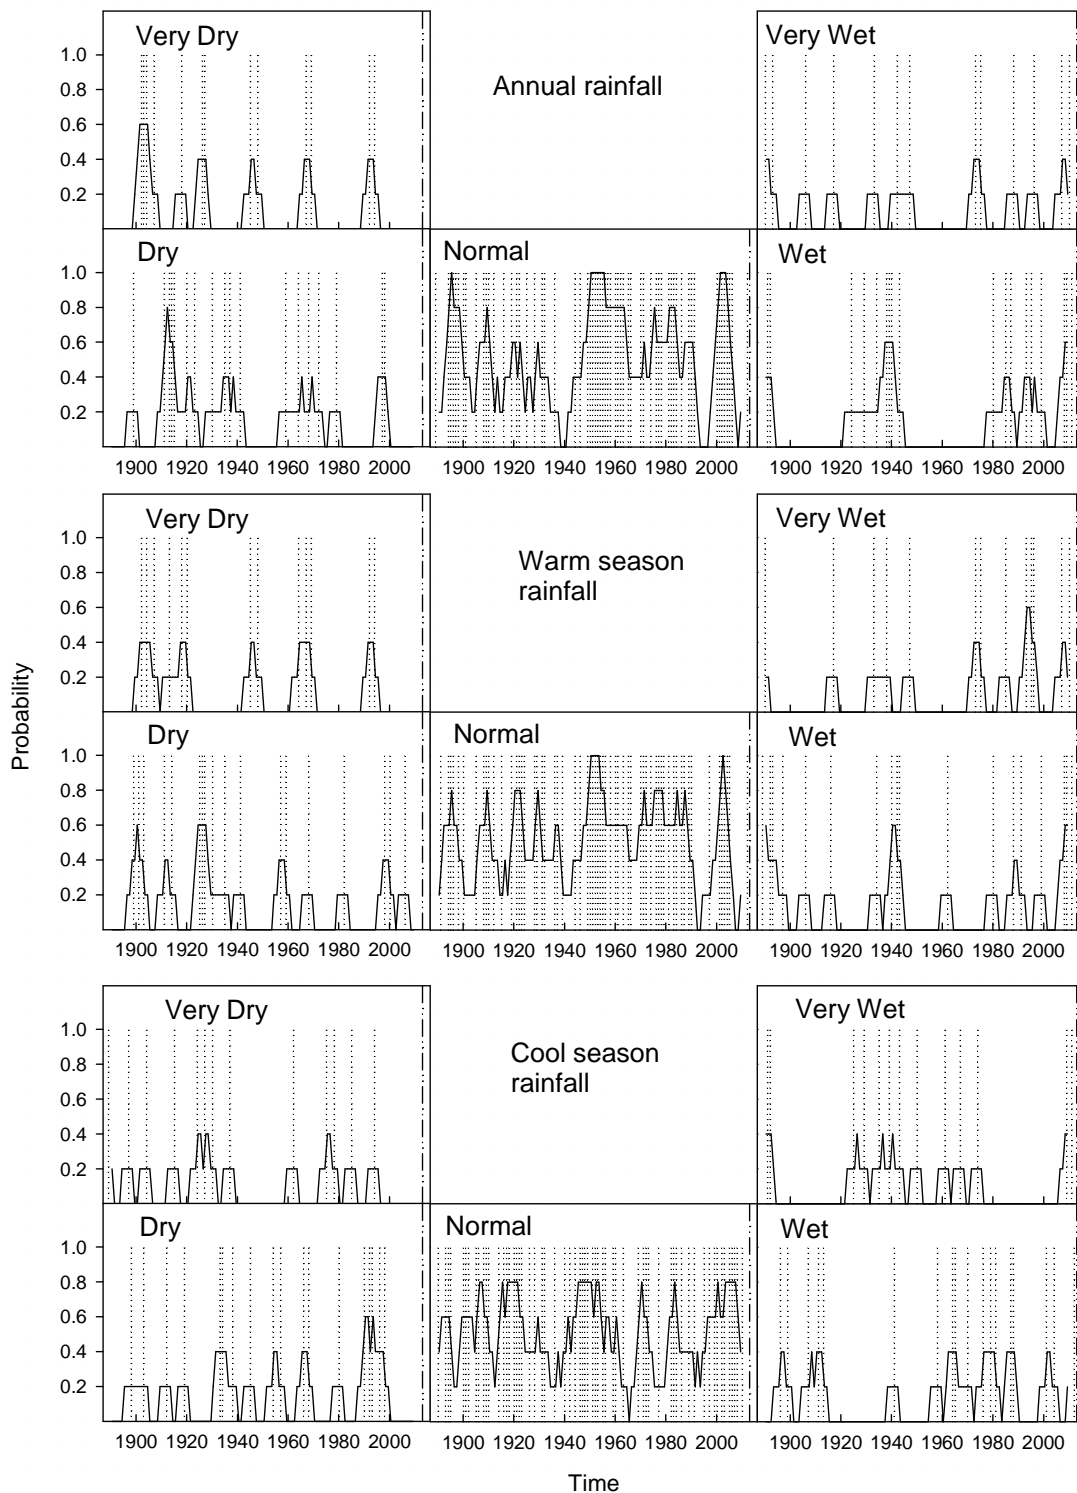 Very Dry
Annual rainfall
Very Wet
1.0
0.8
0.6
0.4
0.2
Dry
Normal
Wet
1.0
0.8
0.6
0.4
0.2
1900 1920 1940 1960 1980 2000
1900 1920 1940 1960 1980 2000
1900 1920 1940 1960 1980 2000
Very Dry
Warm season
rainfall
Very Wet
1.0
0.8
0.6
0.4
0.2
Probability
Dry
Normal
Wet
1.0
0.8
0.6
0.4
0.2
1900 1920 1940 1960 1980 2000
1900 1920 1940 1960 1980 2000
1900 1920 1940 1960 1980 2000
Very Dry
Cool season
rainfall
Very Wet
1.0
0.8
0.6
0.4
0.2
Dry
Normal
Wet
1.0
0.8
0.6
0.4
0.2
1900 1920 1940 1960 1980 2000
1900 1920 1940 1960 1980 2000
1900 1920 1940 1960 1980 2000
Time